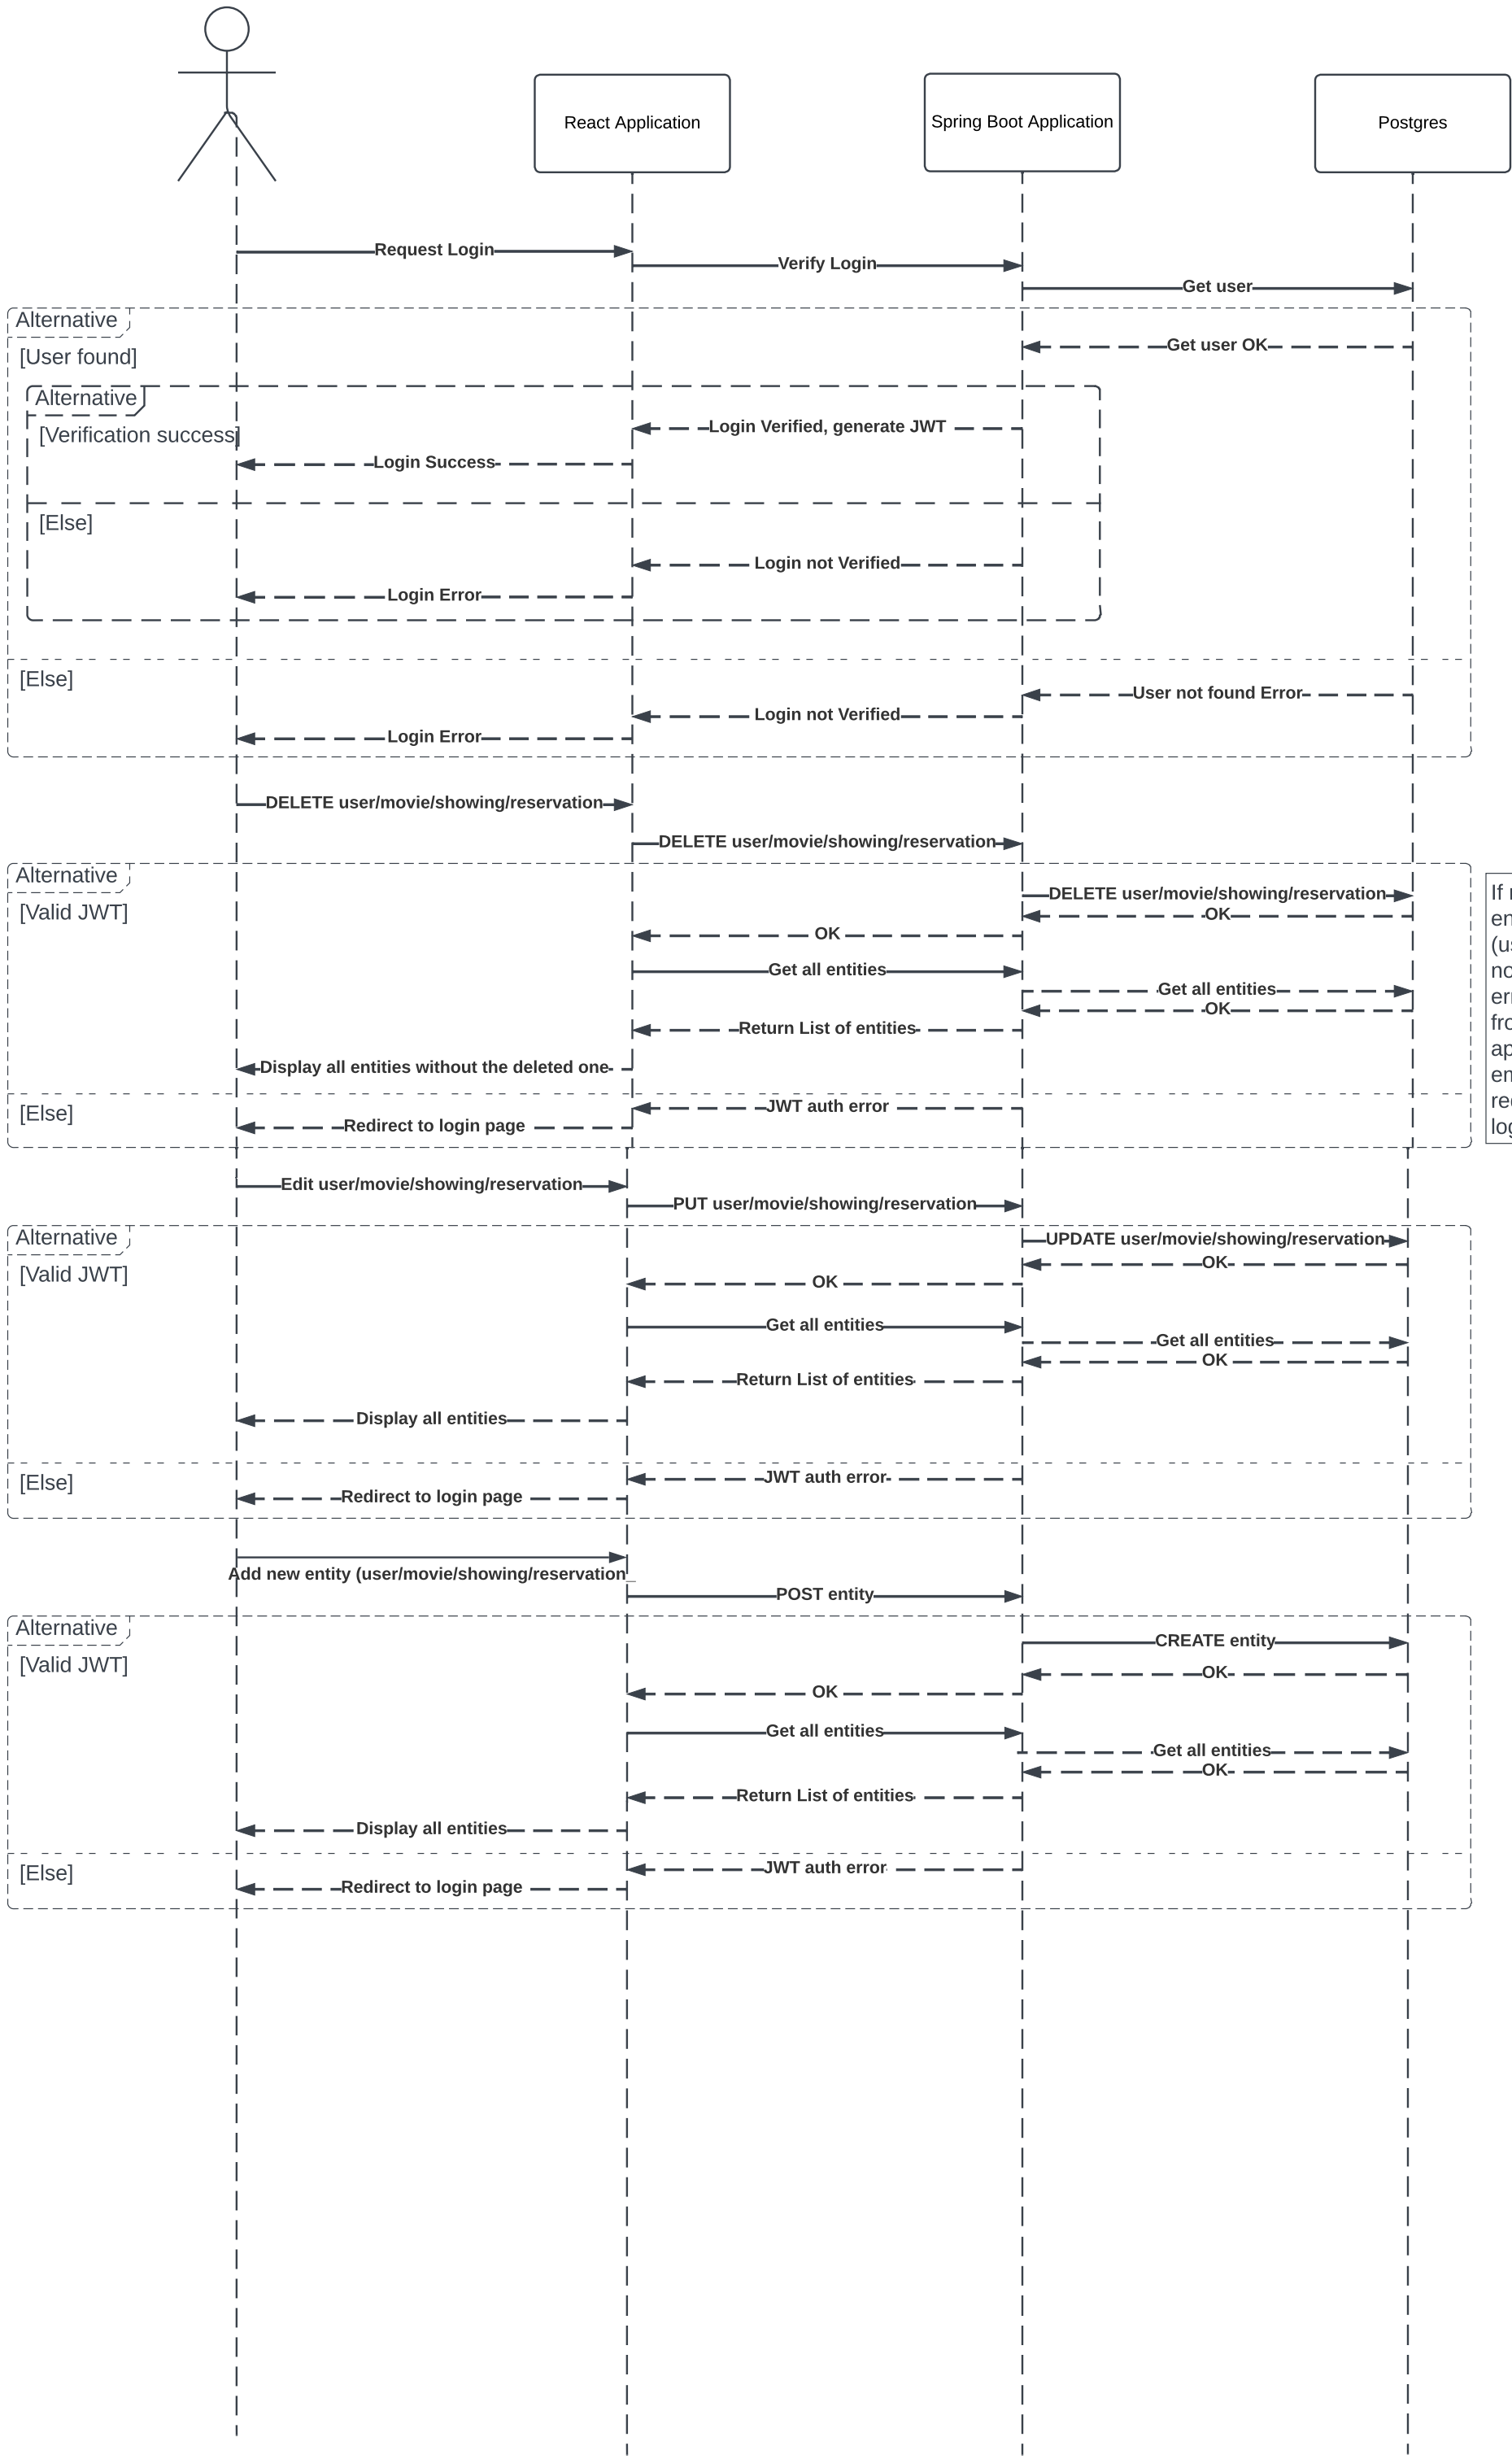 React Application
Spring Boot Application
Postgres
Request Login
Verify Login
Get user
Alternative
Get user OK
[User found]
Alternative
Login Verified, generate JWT
[Verification success]
Login Success
[Else]
Login not Verified
Login Error
[Else]
User not found Error
Login not Verified
Login Error
DELETE user/movie/showing/reservation
DELETE user/movie/showing/reservation
Alternative
DELETE user/movie/showing/reservation
[Valid JWT]
OK
OK
Get all entities
Get all entities
OK
Return List of entities
Display all entities without the deleted one
JWT auth error
[Else]
Redirect to login page
If
(us
Edit user/movie/showing/reservation
PUT user/movie/showing/reservation
Alternative
UPDATE user/movie/showing/reservation
OK
[Valid JWT]
OK
Get all entities
Get all entities
OK
Return List of entities
Display all entities
JWT auth error
[Else]
Redirect to login page
Add new entity (user/movie/showing/reservation_
POST entity
Alternative
CREATE entity
[Valid JWT]
OK
OK
Get all entities
Get all entities
OK
Return List of entities
Display all entities
JWT auth error
[Else]
Redirect to login page